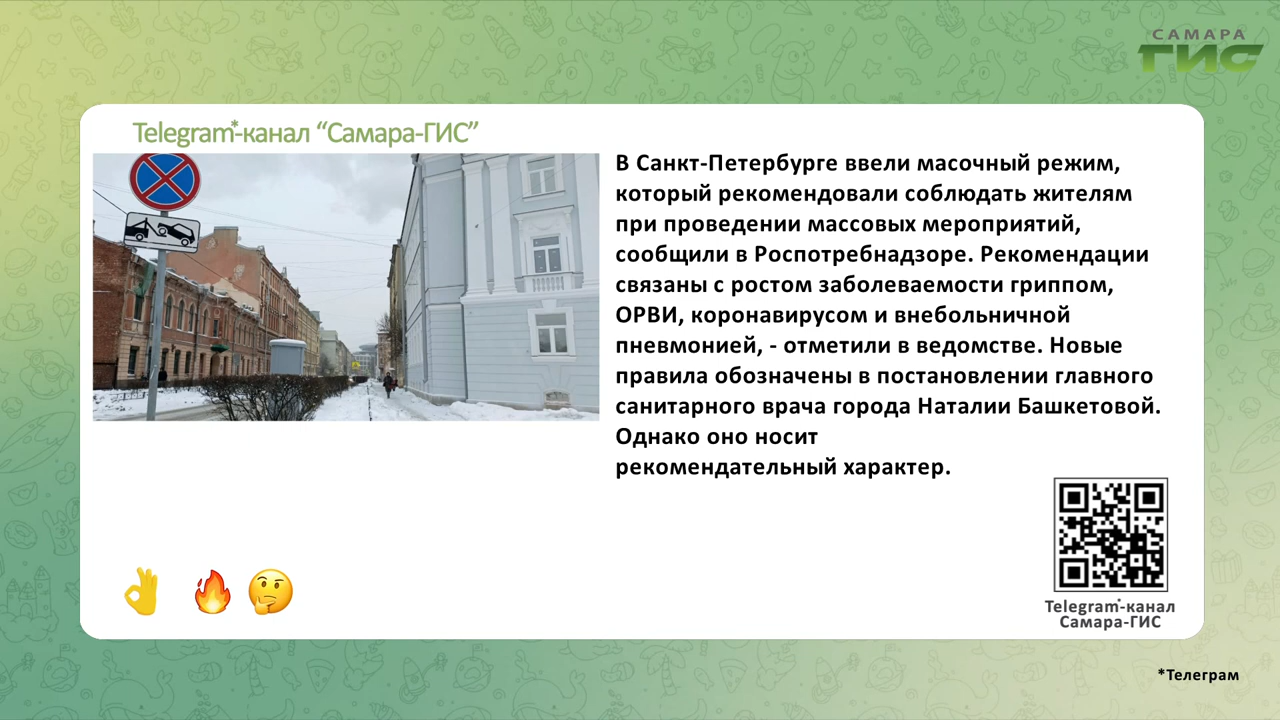 САМАРА
ГИС
Telegram*-канал “Самара-ГИС”
В Санкт-Петербурге ввели масочный режим,
который рекомендовали соблюдать жителям
при проведении массовых мероприятий,
сообщили в Роспотребнадзоре. Рекомендации
связаны с ростом заболеваемости гриппом,
ОРВИ, коронавирусом и внебольничной
пневмонией, - отметили в ведомстве. Новые
правила обозначены в постановлении главного
санитарного врача города Наталии Башкетовой.
Однако оно носит
рекомендательный характер.
Telegram*-канал
Самара-ГИС
*Телеграм